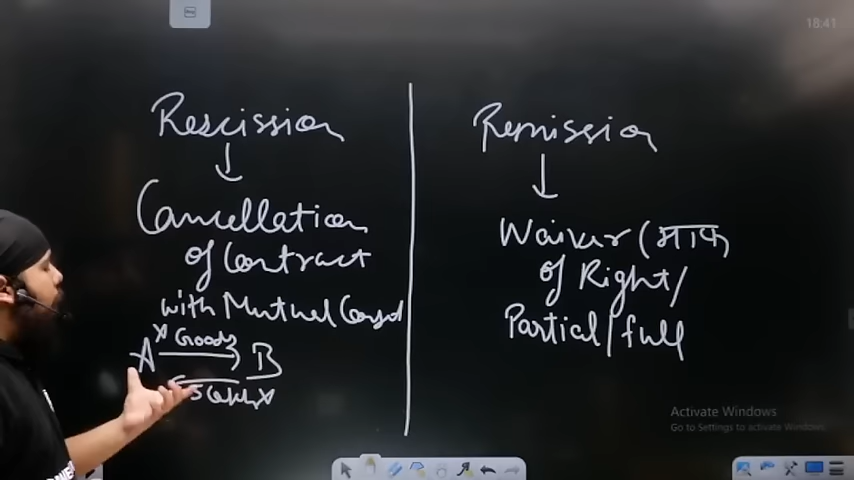 18:41
Rescission
Cancellation
of Contract
with Mutual Consent
A x Goods B
5
x
Remission
Waiver (माफ)
of Right/
Partial/full
Activate Windows
Go to Settings to activate Windows.